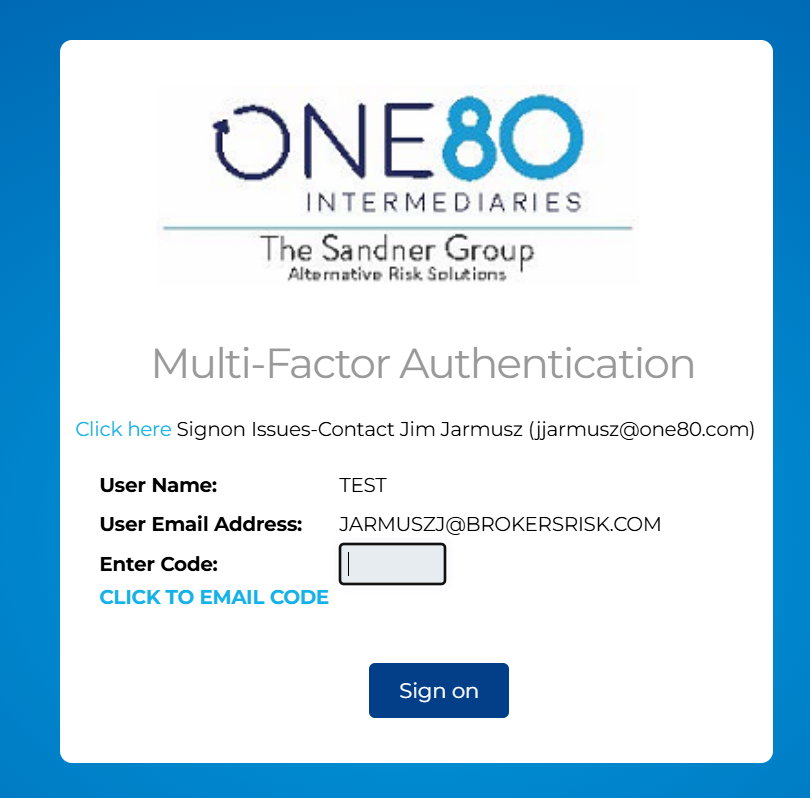 ONE80
INTERMEDIARIES
The Sandner Group
Alternative Risk Solutions
Multi-Factor Authentication
Click here Signon Issues-Contact Jim Jarmusz (jjarmusz@one80.com)
User Name: TEST
User Email Address: JARMUSZJ@BROKERSRISK.COM
Enter Code:
CLICK TO EMAIL CODE
Sign on